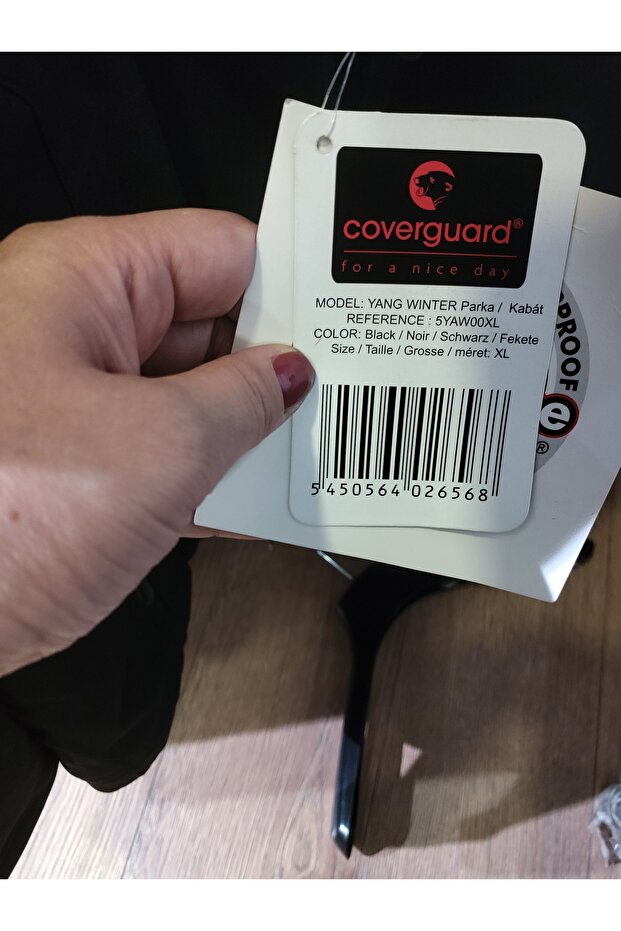 coverguard®
for a nice day
MODEL: YANG WINTER Parka / Kabát
REFERENCE : 5YAW00XL
COLOR: Black / Noir / Schwarz / Fekete
Size / Taille / Grosse / méret: XL
5 450564 026568
PROOF
e
®